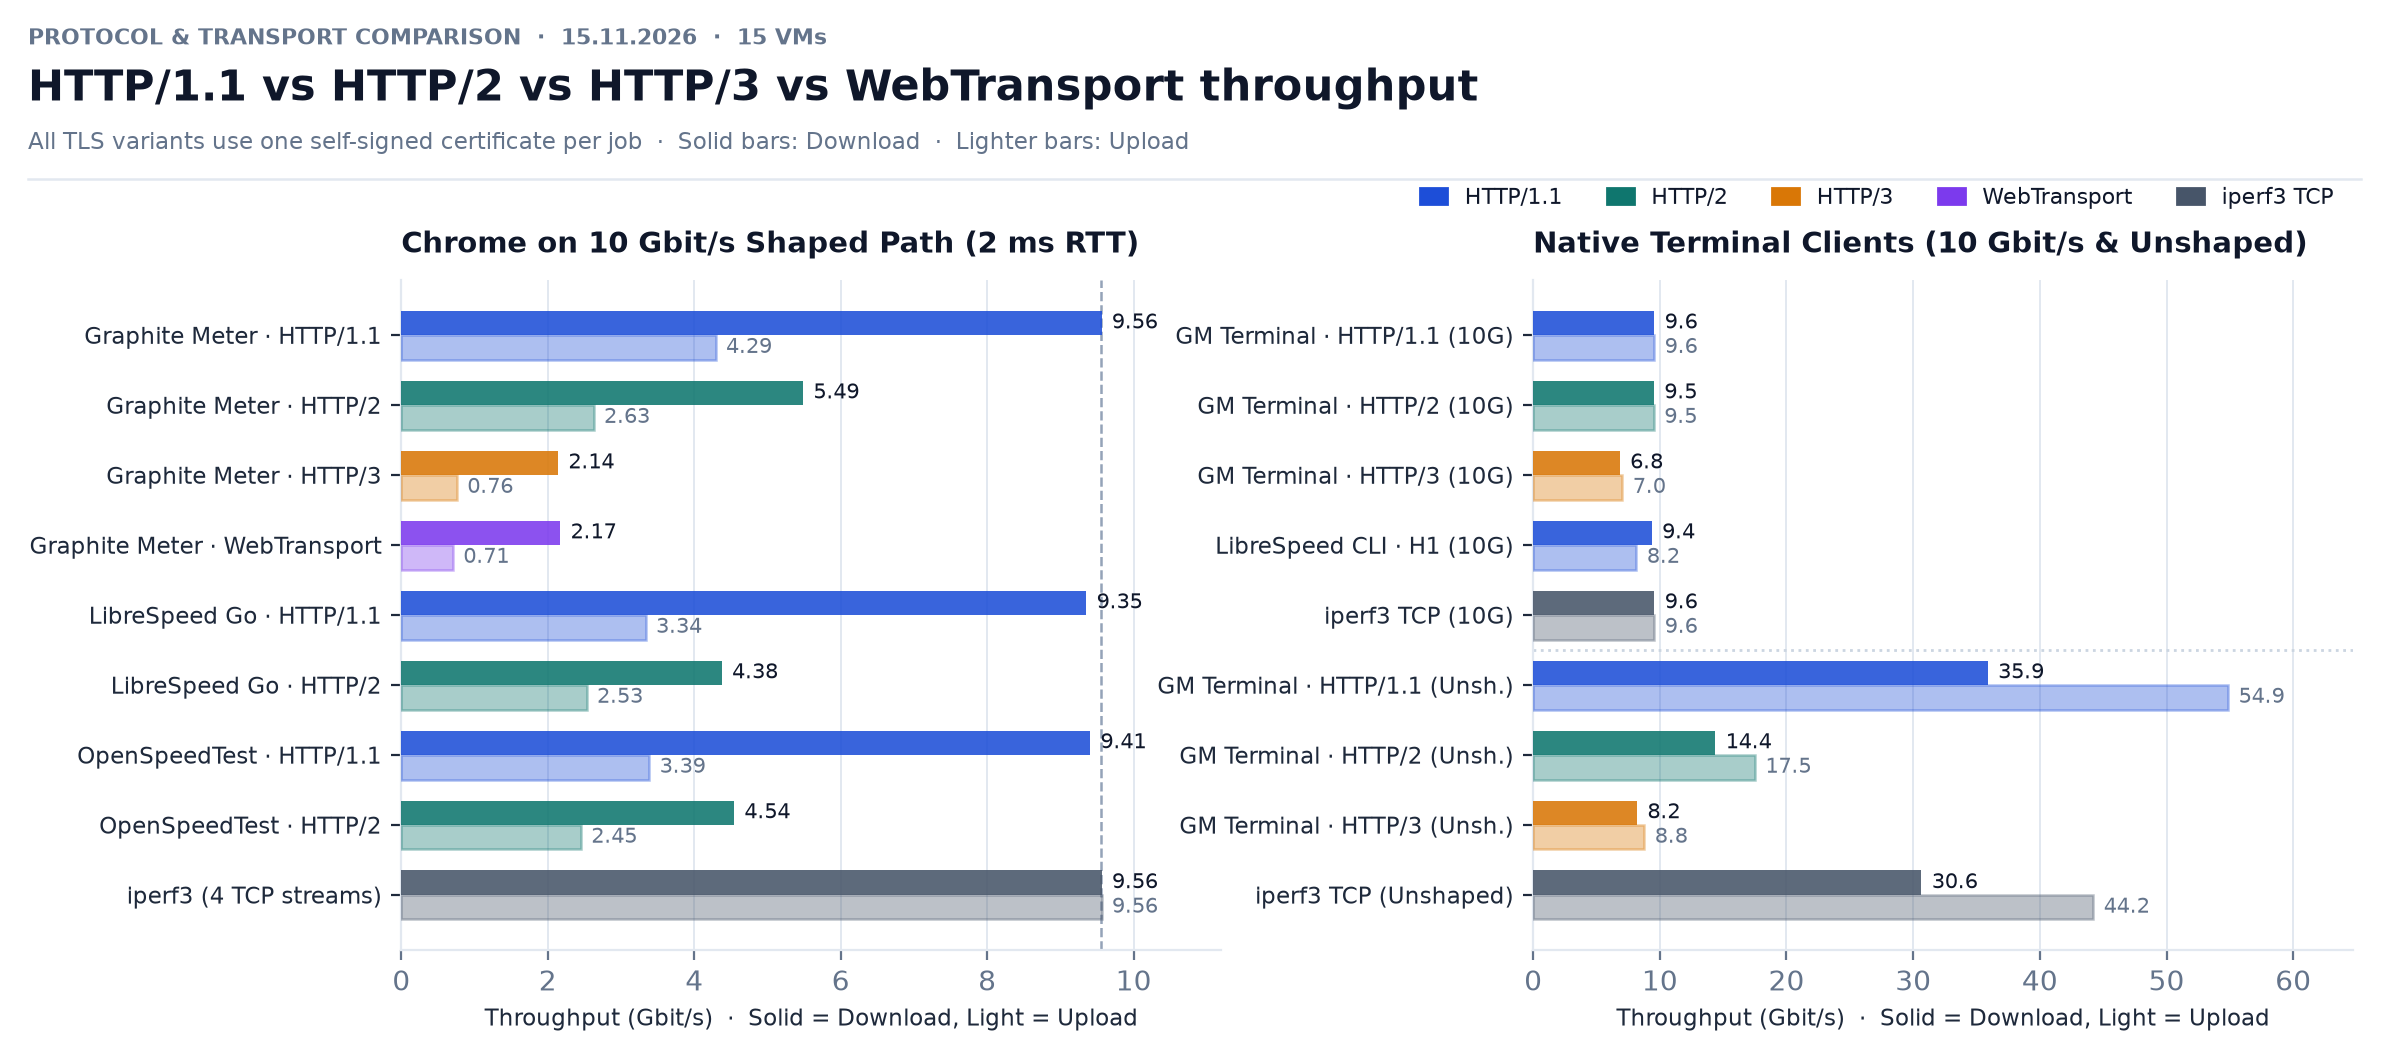 PROTOCOL & TRANSPORT COMPARISON · 15.11.2026 · 15 VMs
HTTP/1.1 vs HTTP/2 vs HTTP/3 vs WebTransport throughput
All TLS variants use one self-signed certificate per job · Solid bars: Download · Lighter bars: Upload
HTTP/1.1 HTTP/2 HTTP/3 WebTransport iperf3 TCP
Chrome on 10 Gbit/s Shaped Path (2 ms RTT)
Graphite Meter · HTTP/1.1 9.56
4.29
Graphite Meter · HTTP/2 5.49
2.63
Graphite Meter · HTTP/3 2.14
0.76
Graphite Meter · WebTransport 2.17
0.71
LibreSpeed Go · HTTP/1.1 9.35
3.34
LibreSpeed Go · HTTP/2 4.38
2.53
OpenSpeedTest · HTTP/1.1 9.41
3.39
OpenSpeedTest · HTTP/2 4.54
2.45
iperf3 (4 TCP streams) 9.56
9.56
0 2 4 6 8 10
Throughput (Gbit/s) · Solid = Download, Light = Upload
Native Terminal Clients (10 Gbit/s & Unshaped)
GM Terminal · HTTP/1.1 (10G) 9.6
9.6
GM Terminal · HTTP/2 (10G) 9.5
9.5
GM Terminal · HTTP/3 (10G) 6.8
7.0
LibreSpeed CLI · H1 (10G) 9.4
8.2
iperf3 TCP (10G) 9.6
9.6
GM Terminal · HTTP/1.1 (Unsh.) 35.9
54.9
GM Terminal · HTTP/2 (Unsh.) 14.4
17.5
GM Terminal · HTTP/3 (Unsh.) 8.2
8.8
iperf3 TCP (Unshaped) 30.6
44.2
0 10 20 30 40 50 60
Throughput (Gbit/s) · Solid = Download, Light = Upload